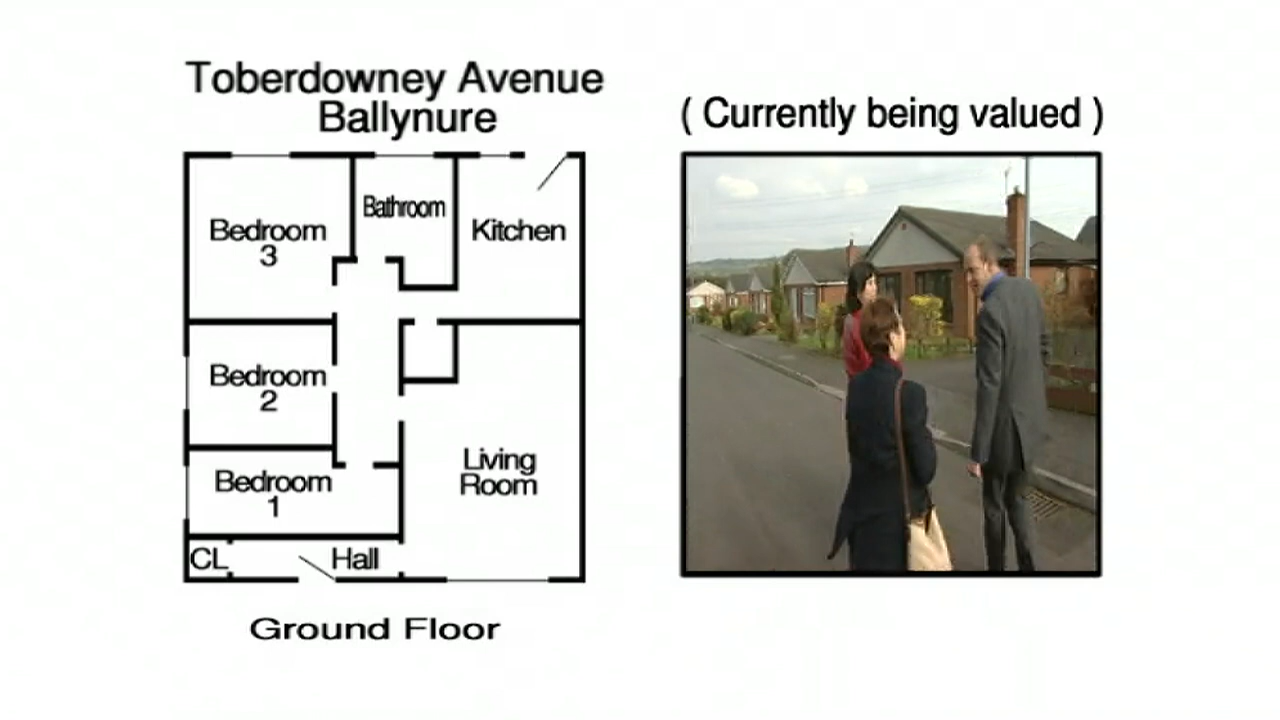 Toberdowney Avenue
Ballynure
( Currently being valued )
Bedroom
3
Bathroom
Kitchen
Bedroom
2
Living
Room
Bedroom
1
CL
Hall
Ground Floor